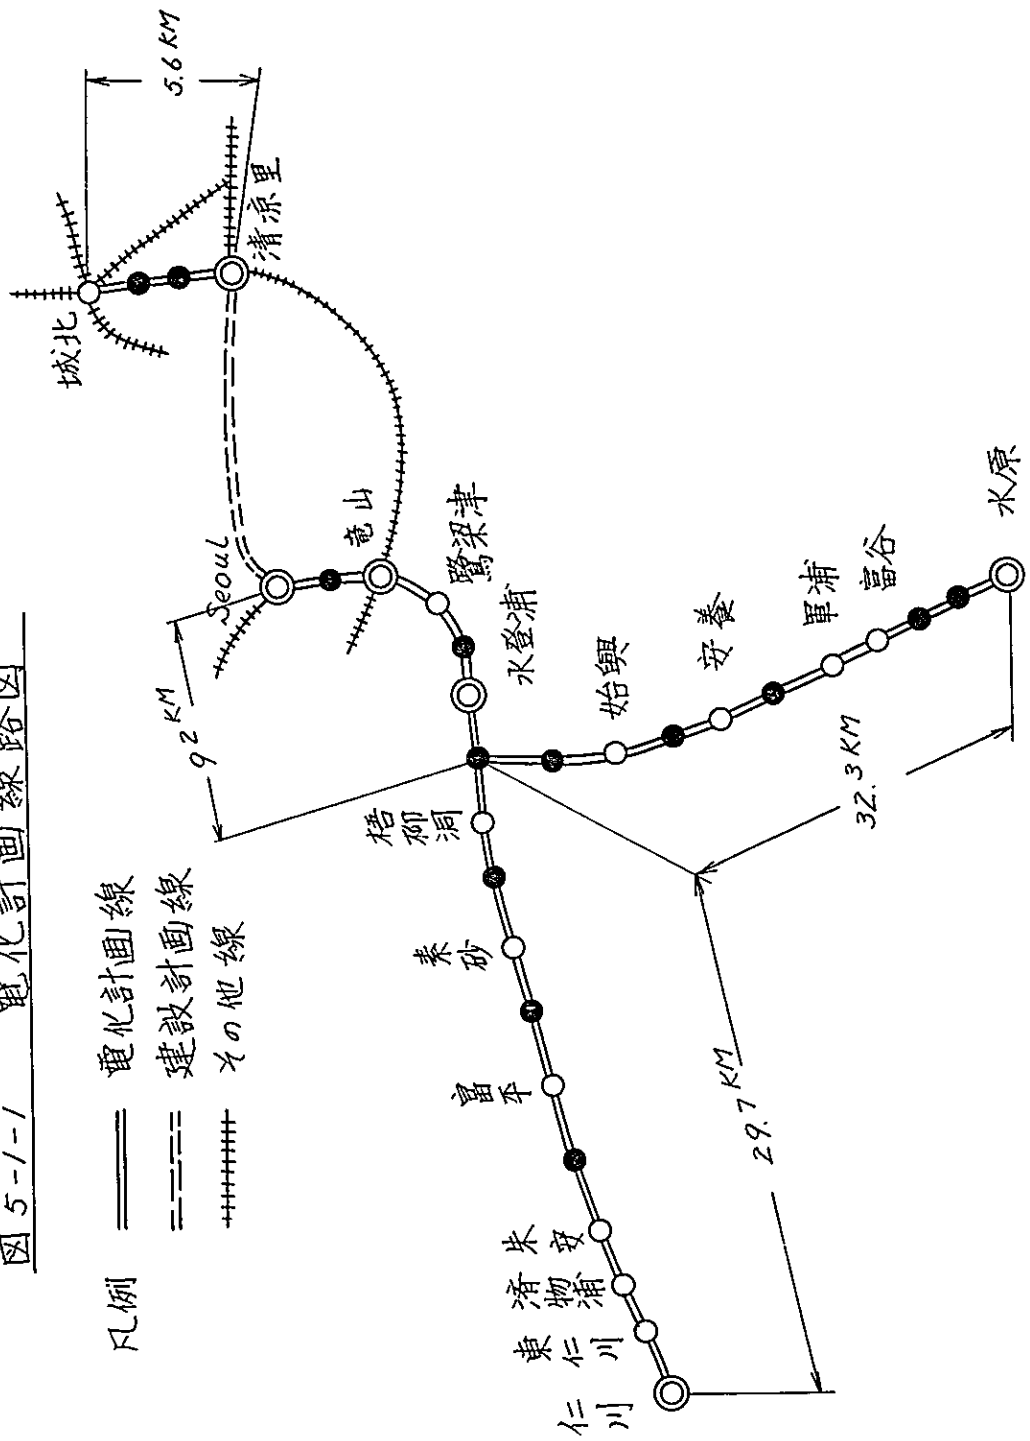 図 5-1-1 電化計画線路図
凡例
電化計画線
建設計画線
その他線
城北
清凉里
5.6 KM
Seoul
竜山
鷺梁津
永登浦
9.2 KM
始興
安養
軍浦
富谷
水原
32.3 KM
梧柳洞
素砂
富平
朱安
済物浦
東仁川
仁川
29.7 KM